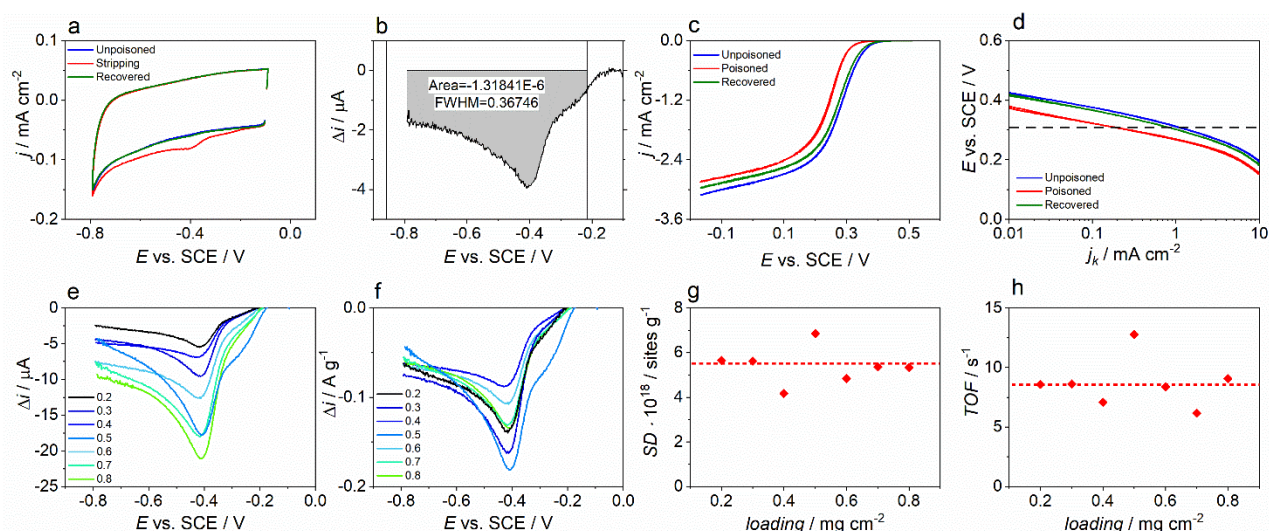 a
Unpoisoned
Stripping
Recovered
0.1
0.0
-0.1
-0.2
j / mA cm-2
-0.8
-0.4
0.0
E vs. SCE / V
b
Area=-1.31841E-6
FWHM=0.36746
0
-2
-4
Δi / µA
-0.8
-0.6
-0.4
-0.2
E vs. SCE / V
c
Unpoisoned
Poisoned
Recovered
0.0
-1.2
-2.4
-3.6
j / mA cm-2
-0.1
0.1
0.3
0.5
E vs. SCE / V
d
Unpoisoned
Poisoned
Recovered
0.6
0.4
0.2
0.0
E vs. SCE / V
0.01
0.1
1
10
jk / mA cm-2
e
0.2
0.3
0.4
0.5
0.6
0.7
0.8
0
-5
-10
-15
-20
-25
Δi / µA
-0.8
-0.6
-0.4
-0.2
0.0
E vs. SCE / V
f
0.2
0.3
0.4
0.5
0.6
0.7
0.8
0.0
-0.1
-0.2
Δi / A g-1
-0.8
-0.6
-0.4
-0.2
0.0
E vs. SCE / V
g
8
6
4
2
0
SD · 10^18 / sites g-1
0.2
0.4
0.6
0.8
loading / mg cm-2
h
15
10
5
0
TOF / s-1
0.2
0.4
0.6
0.8
loading / mg cm-2